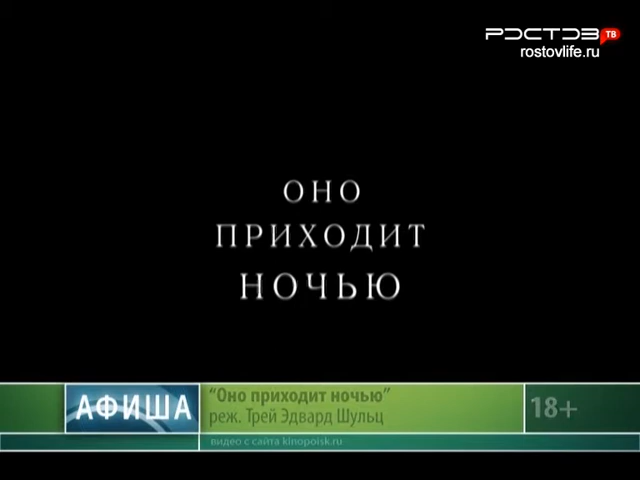 РОСТОВ ТВ
rostovlife.ru
ОНО
ПРИХОДИТ
НОЧЬЮ
АФИША
"Оно приходит ночью"
реж. Трей Эдвард Шульц
18+
видео с сайта kinopoisk.ru